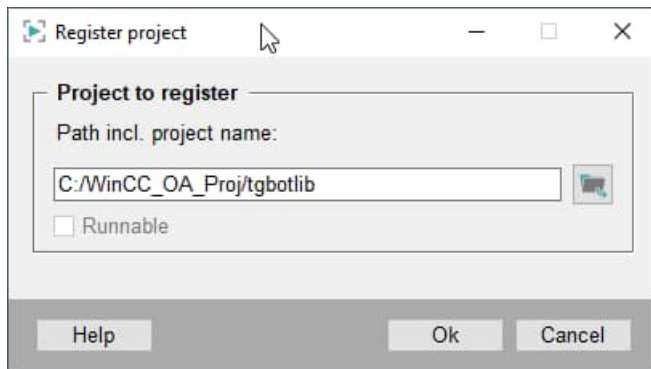 Register project
Project to register
Path incl. project name:
C:/WinCC_OA_Proj/tgbotlib
Runnable
Help
Ok
Cancel